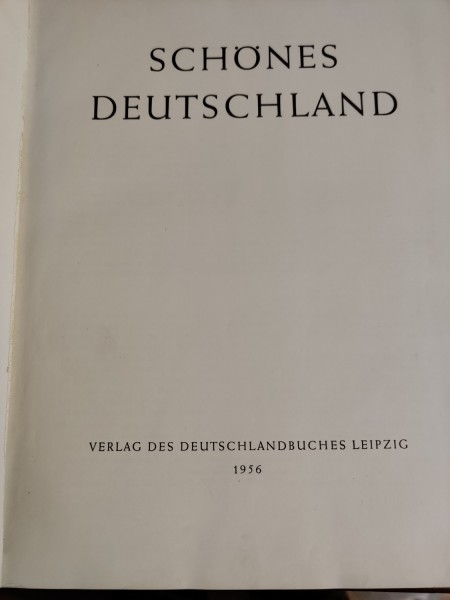 SCHÖNES
DEUTSCHLAND
VERLAG DES DEUTSCHLANDBUCHES LEIPZIG
1956